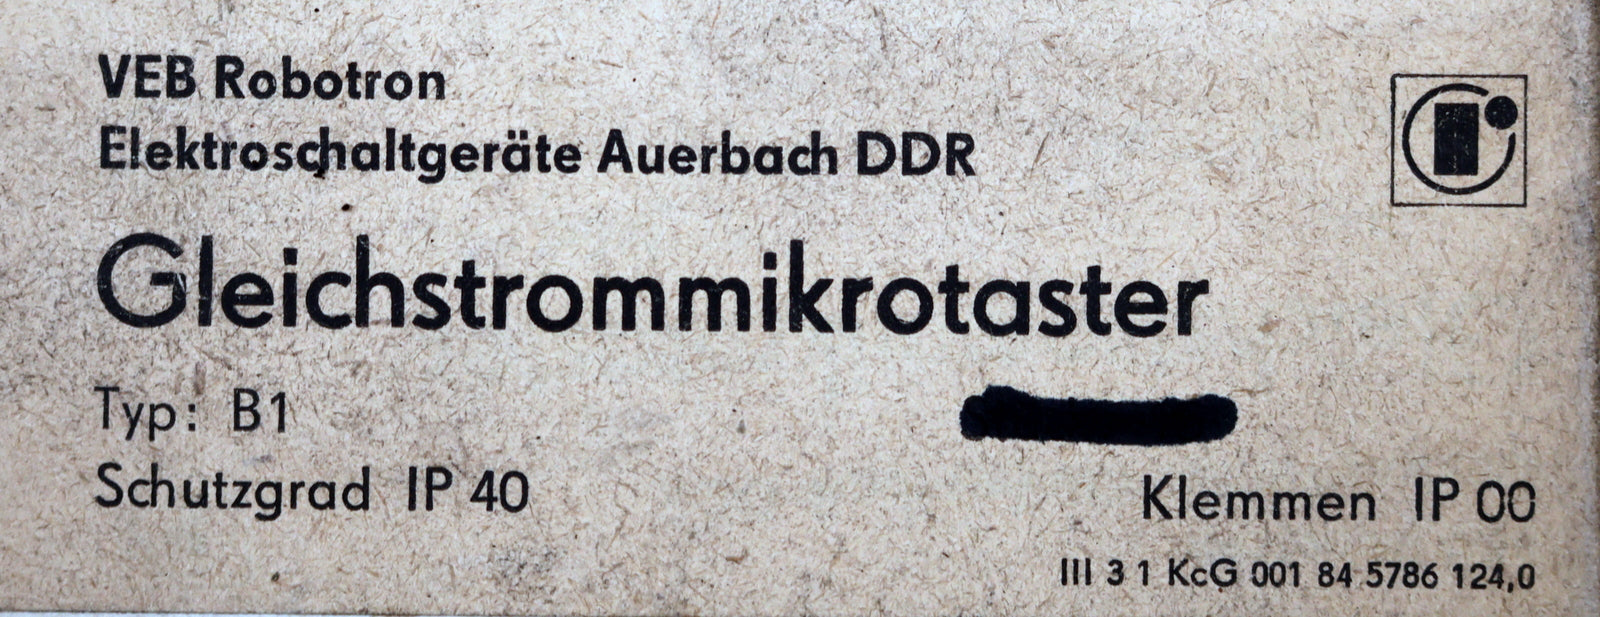 VEB Robotron
Elektroschaltgeräte Auerbach DDR
Gleichstrommikrotaster
Typ: B1
Schutzgrad IP 40
Klemmen IP 00
III 3 1 KcG 001 84 5786 124,0